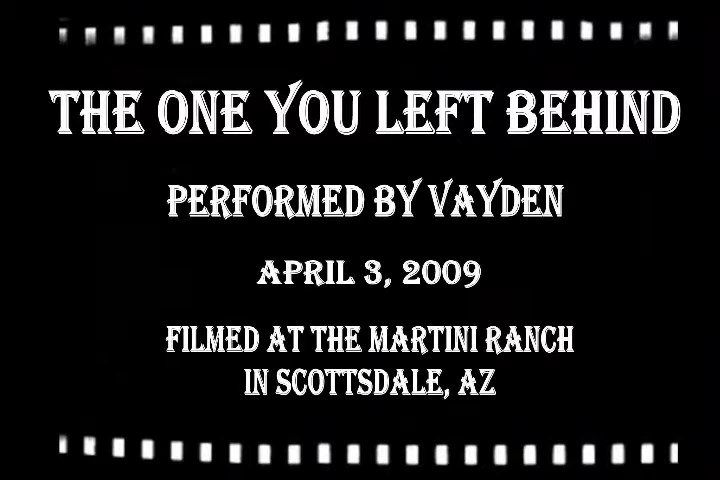 THE ONE YOU LEFT BEHIND
PERFORMED BY VAYDEN
APRIL 3, 2009
FILMED AT THE MARTINI RANCH
IN SCOTTSDALE, AZ